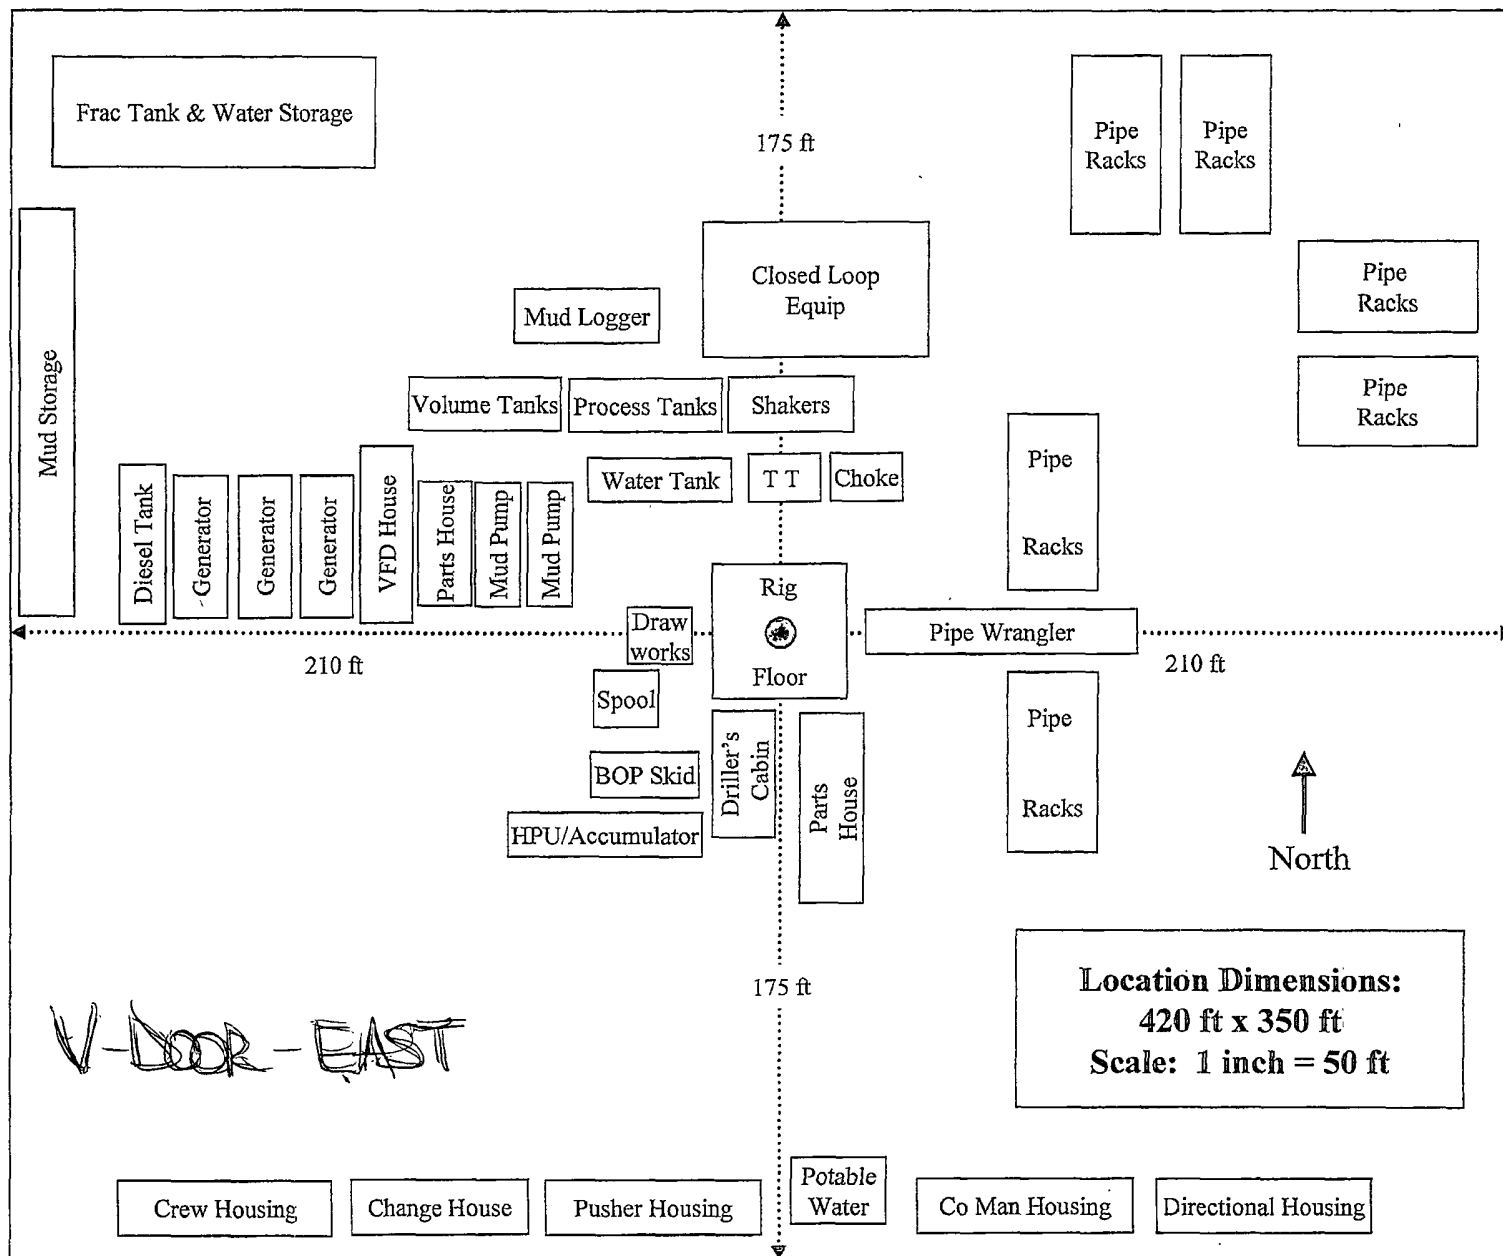 Frac Tank & Water Storage
175 ft
Pipe
Racks
Pipe
Racks
Closed Loop
Equip
Pipe
Racks
Mud Logger
Mud Storage
Volume Tanks
Process Tanks
Shakers
Pipe
Racks
Diesel Tank
Generator
Generator
Generator
VFD House
Parts House
Mud Pump
Mud Pump
Water Tank
T T
Choke
Pipe
Racks
Rig
Floor
Draw
works
Pipe Wrangler
210 ft
210 ft
Spool
Driller's
Cabin
Parts
House
Pipe
Racks
BOP Skid
HPU/Accumulator
North
Location Dimensions:
420 ft x 350 ft
Scale: 1 inch = 50 ft
175 ft
V-DOOR-EAST
Crew Housing
Change House
Pusher Housing
Potable
Water
Co Man Housing
Directional Housing